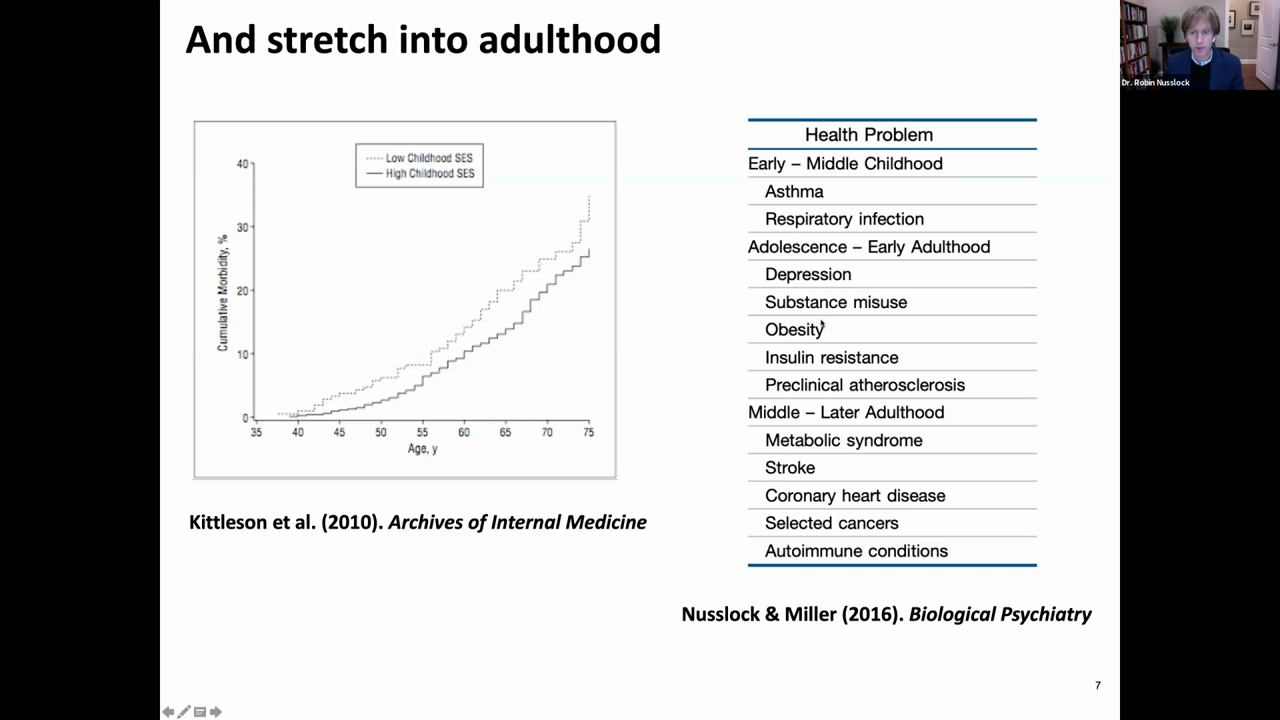 And stretch into adulthood
Dr. Robin Nusslock
Low Childhood SES
High Childhood SES
40
30
20
10
0
Cumulative Morbidity, %
35 40 45 50 55 60 65 70 75
Age, y
Kittleson et al. (2010). Archives of Internal Medicine
Health Problem
Early – Middle Childhood
Asthma
Respiratory infection
Adolescence – Early Adulthood
Depression
Substance misuse
Obesity
Insulin resistance
Preclinical atherosclerosis
Middle – Later Adulthood
Metabolic syndrome
Stroke
Coronary heart disease
Selected cancers
Autoimmune conditions
Nusslock & Miller (2016). Biological Psychiatry
7